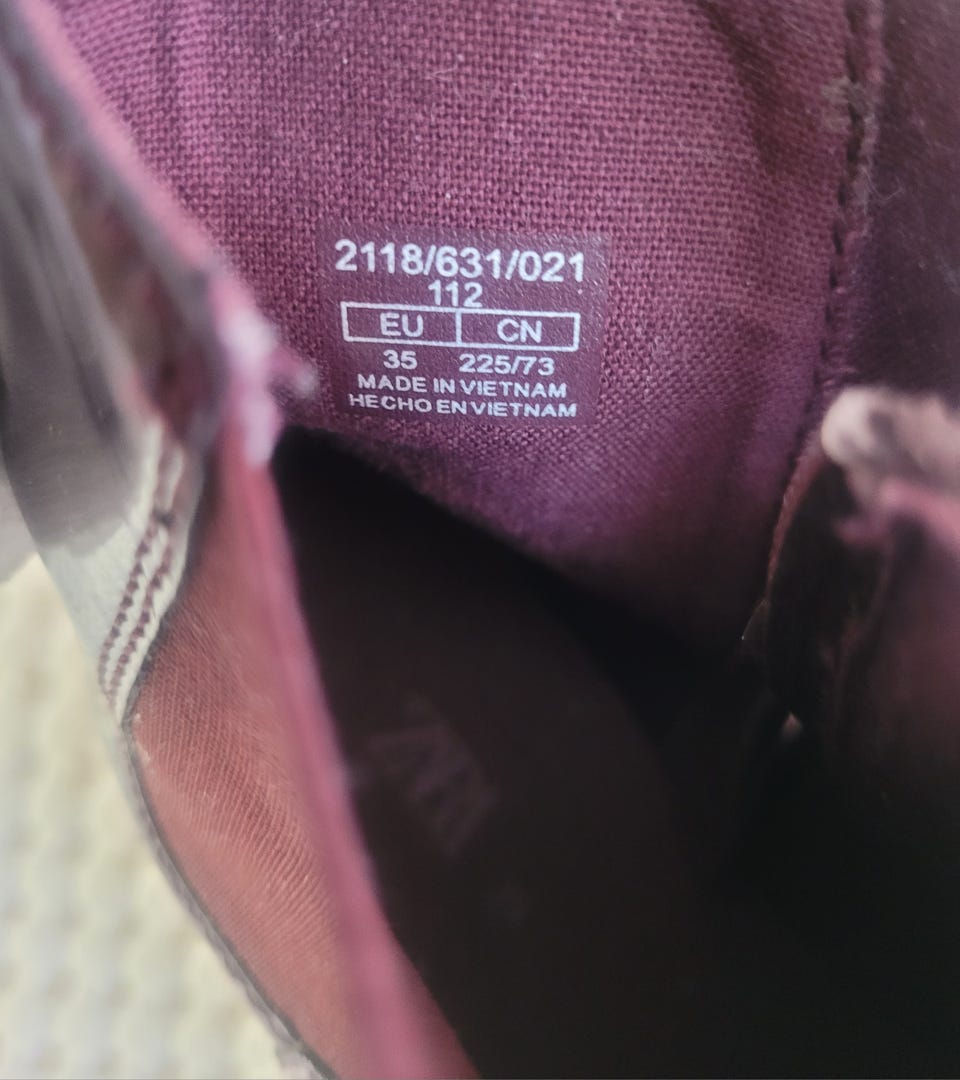 2118/631/021
112
EU CN
35 225/73
MADE IN VIETNAM
HECHO EN VIETNAM